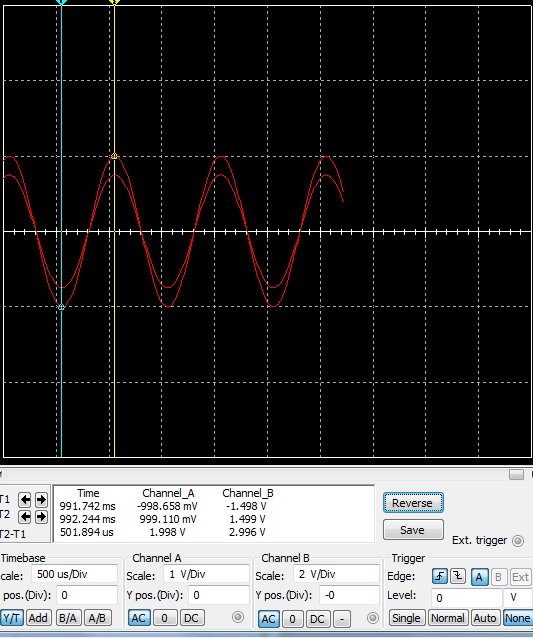 Time Channel_A Channel_B
T1 991.742 ms -998.658 mV -1.498 V
T2 992.244 ms 999.110 mV 1.499 V
T2-T1 501.894 us 1.998 V 2.996 V
Reverse
Save
Ext. trigger
Timebase Channel A Channel B Trigger
cale: 500 us/Div Scale: 1 V/Div Scale: 2 V/Div Edge: A B Ext
pos.(Div): 0 Y pos.(Div): 0 Y pos.(Div): -0 Level: 0 V
Y/T Add B/A A/B AC 0 DC AC 0 DC - Single Normal Auto None